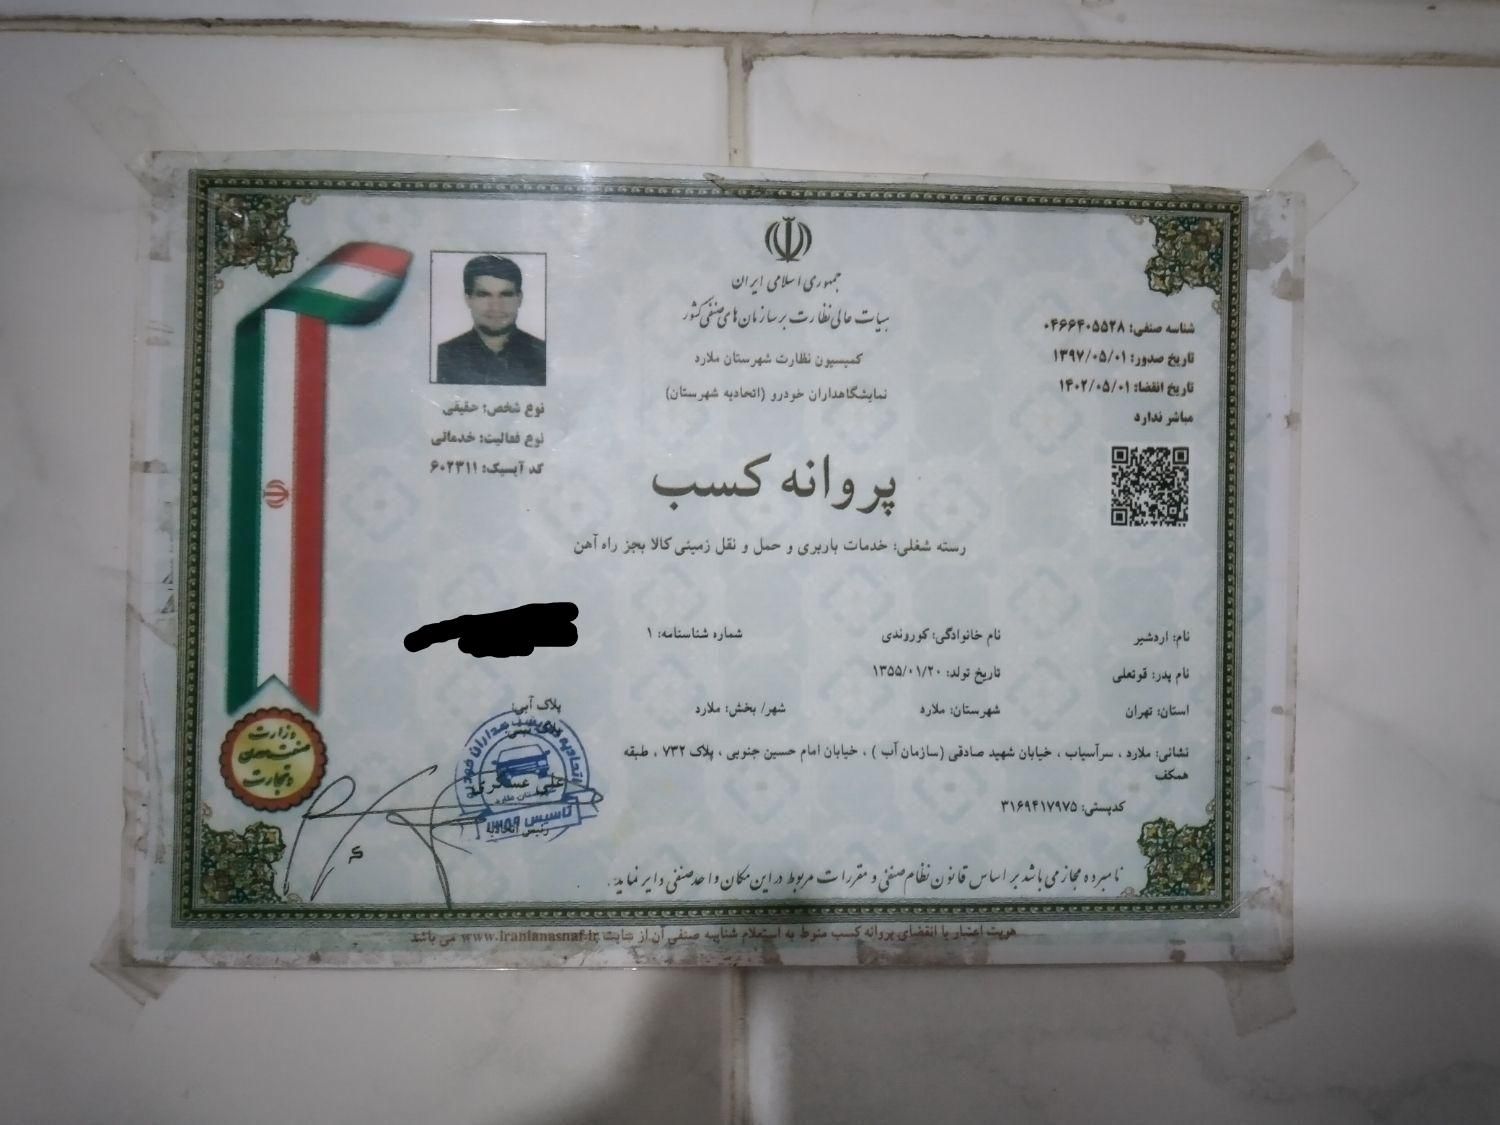 جمهوری اسلامی ایران
هیات عالی نظارت بر سازمان های صنفی کشور
کمیسیون نظارت شهرستان ملارد
نمایشگاهداران خودرو (اتحادیه شهرستان)
شناسه صنفی: ۰۴۶۶۴۰۵۵۲۸
تاریخ صدور: ۱۳۹۷/۰۵/۰۱
تاریخ انقضا: ۱۴۰۲/۰۵/۰۱
مباشر ندارد
نوع شخص: حقیقی
نوع فعالیت: خدماتی
کد آیسیک: ۶۰۲۳۱۱
پروانه کسب
رسته شغلی: خدمات باربری و حمل و نقل زمینی کالا بجز راه آهن
نام: اردشیر نام خانوادگی: کوروندی شماره شناسنامه: ۱
نام پدر: قوتعلی تاریخ تولد: ۱۳۵۵/۰۱/۲۰
استان: تهران شهرستان: ملارد شهر/ بخش: ملارد پلاک آبی:
نشانی: ملارد ، سرآسیاب ، خیابان شهید صادقی (سازمان آب ) ، خیابان امام حسین جنوبی ، پلاک ۷۳۲ ، طبقه
همکف
کدپستی: ۳۱۶۹۴۱۷۹۷۵
وزارت
صنعت، معدن
و تجارت
علی عسگری
رئیس اتحادیه
تاسیس ۱۳۸۹
نامبرده مجاز می باشد بر اساس قانون نظام صنفی و مقررات مربوط در این مکان واحد صنفی دایر نماید.
هویت اعتبار یا انقضای پروانه کسب منوط به استعلام شناسه صنفی آن از سایت www.iranianasnaf.ir می باشد